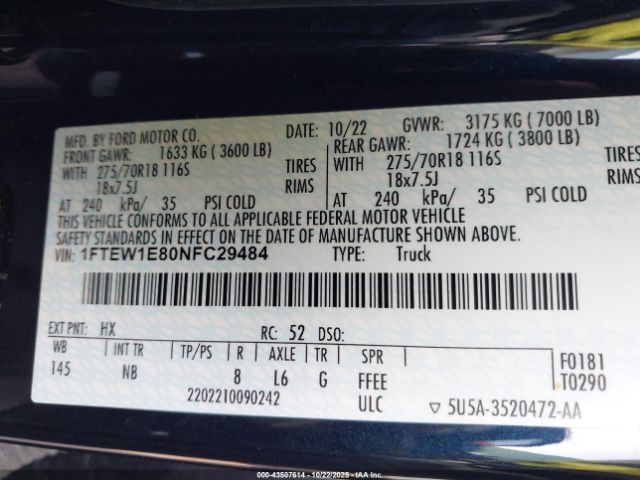 MFD. BY FORD MOTOR CO. DATE: 10/22 GVWR: 3175 KG ( 7000 LB)
FRONT GAWR: 1633 KG ( 3600 LB) REAR GAWR: 1724 KG ( 3800 LB)
WITH 275/70R18 116S TIRES WITH 275/70R18 116S TIRES
18x7.5J RIMS 18x7.5J RIMS
AT 240 kPa/ 35 PSI COLD AT 240 kPa/ 35 PSI COLD
THIS VEHICLE CONFORMS TO ALL APPLICABLE FEDERAL MOTOR VEHICLE
SAFETY STANDARDS IN EFFECT ON THE DATE OF MANUFACTURE SHOWN ABOVE.
VIN: 1FTEW1E80NFC29484 TYPE: Truck
EXT PNT: HX RC: 52 DSO:
WB INT TR TP/PS R AXLE TR SPR F0181
145 NB 8 L6 G FFEE T0290
2202210090242 ULC ▽ 5U5A-3520472-AA
000-43507614 - 10/22/2025 - IAA Inc.